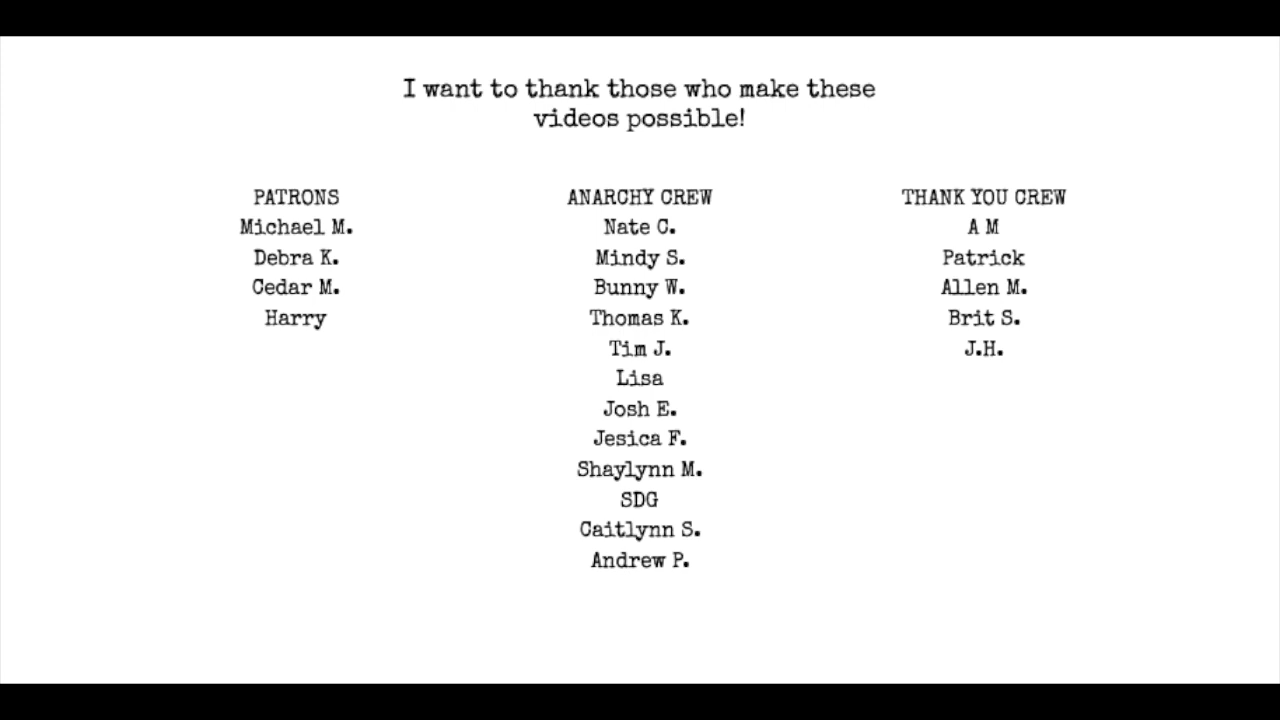 I want to thank those who make these
videos possible!
PATRONS
Michael M.
Debra K.
Cedar M.
Harry
ANARCHY CREW
Nate C.
Mindy S.
Bunny W.
Thomas K.
Tim J.
Lisa
Josh E.
Jesica F.
Shaylynn M.
SDG
Caitlynn S.
Andrew P.
THANK YOU CREW
A M
Patrick
Allen M.
Brit S.
J.H.